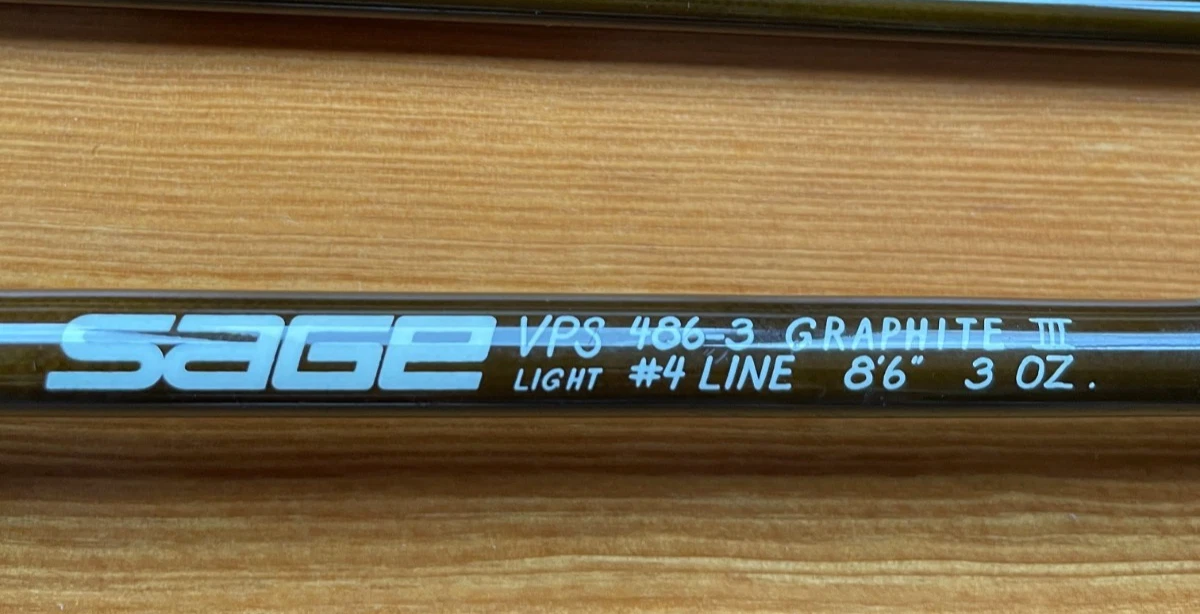 SAGE VPS 486-3 GRAPHITE III
LIGHT #4 LINE 8'6" 3 OZ.